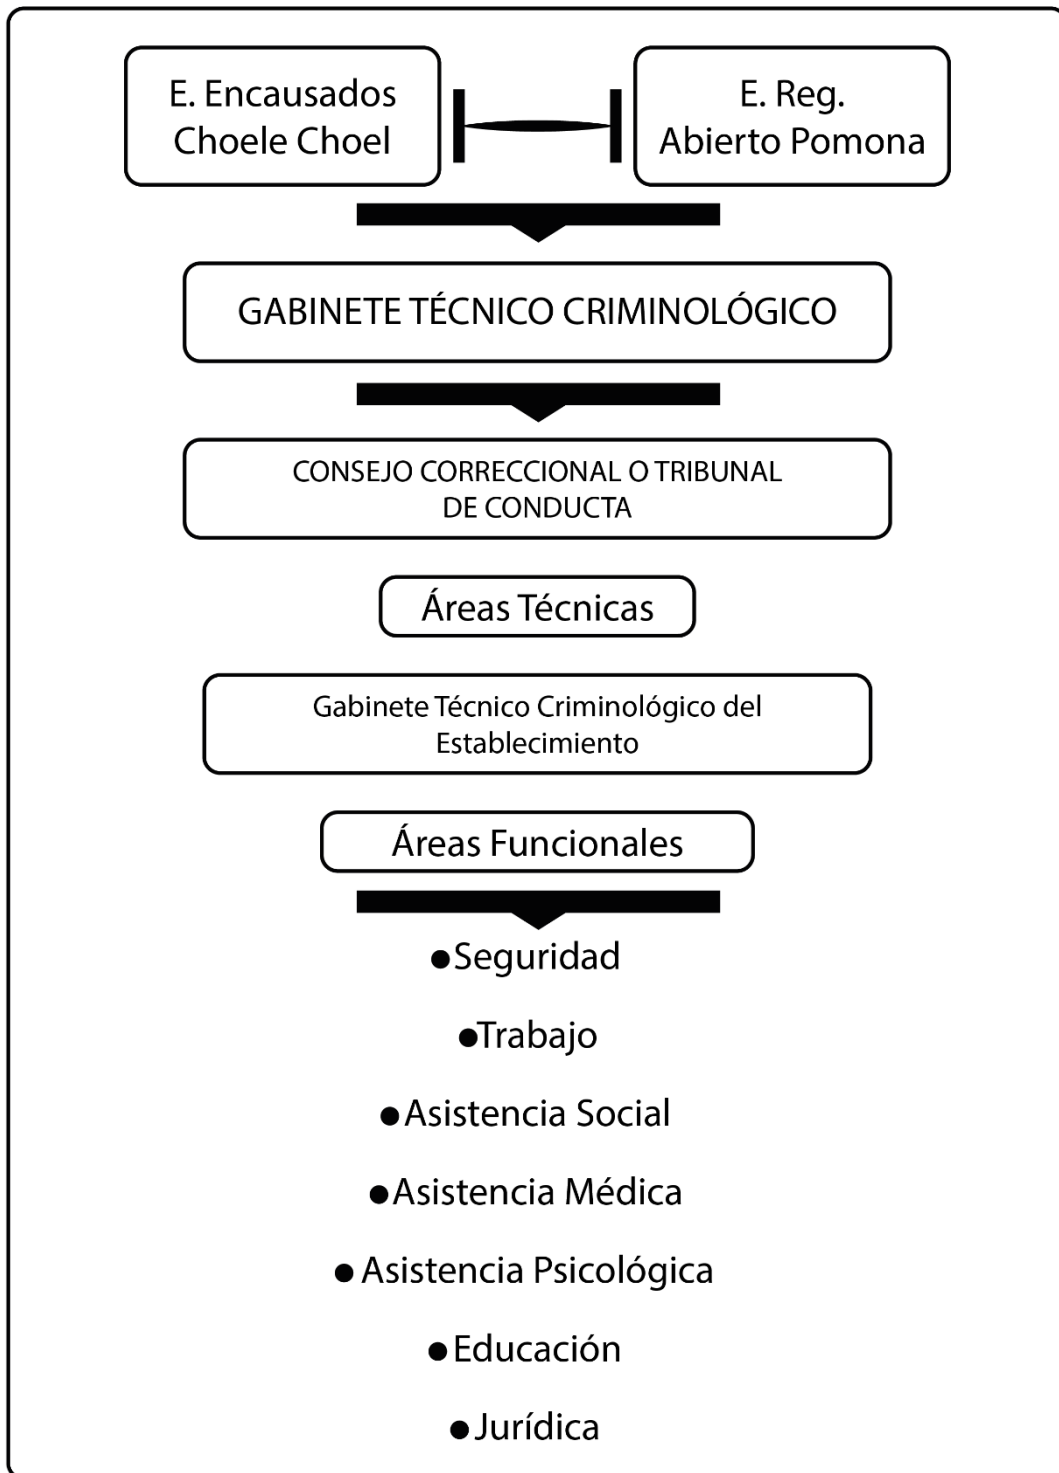 E. Encausados
Choele Choel
E. Reg.
Abierto Pomona
GABINETE TÉCNICO CRIMINOLÓGICO
CONSEJO CORRECCIONAL O TRIBUNAL
DE CONDUCTA
Áreas Técnicas
Gabinete Técnico Criminológico del
Establecimiento
Áreas Funcionales
●Seguridad
●Trabajo
●Asistencia Social
●Asistencia Médica
● Asistencia Psicológica
●Educación
●Jurídica